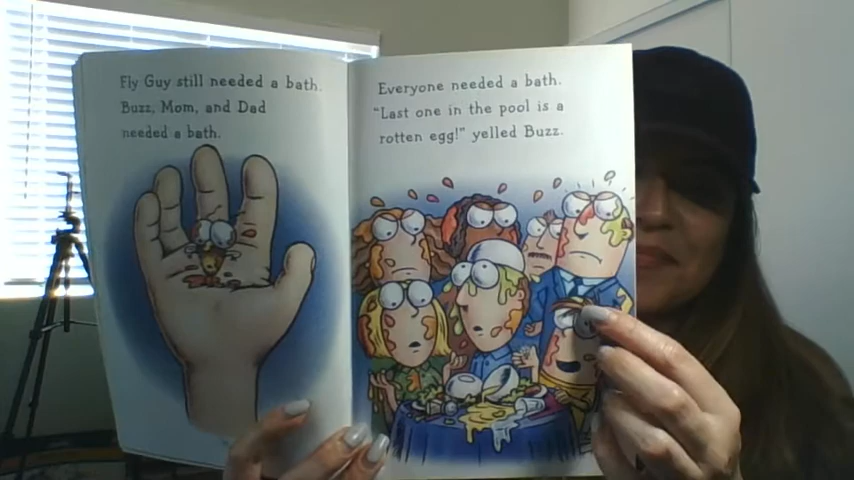 Fly Guy still needed a bath.
Buzz, Mom, and Dad
needed a bath.
Everyone needed a bath.
"Last one in the pool is a
rotten egg!" yelled Buzz.